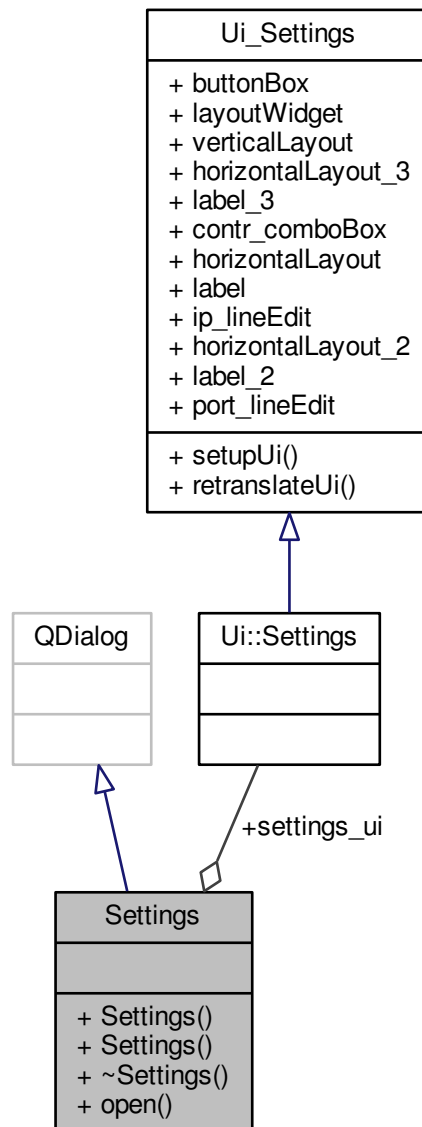 Ui_Settings
+ buttonBox
+ layoutWidget
+ verticalLayout
+ horizontalLayout_3
+ label_3
+ contr_comboBox
+ horizontalLayout
+ label
+ ip_lineEdit
+ horizontalLayout_2
+ label_2
+ port_lineEdit
+ setupUi()
+ retranslateUi()
QDialog
Ui::Settings
+settings_ui
Settings
+ Settings()
+ Settings()
+ ~Settings()
+ open()